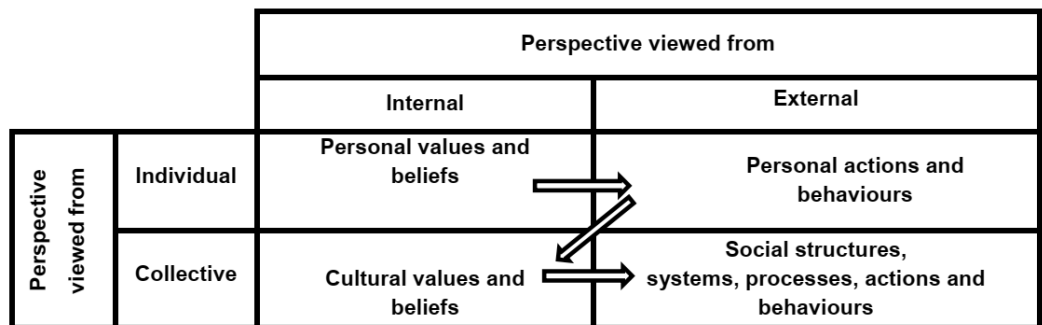 Perspective viewed from
Internal
External
Perspective
viewed from
Individual
Personal values and
beliefs
Personal actions and
behaviours
Collective
Cultural values and
beliefs
Social structures,
systems, processes, actions and
behaviours